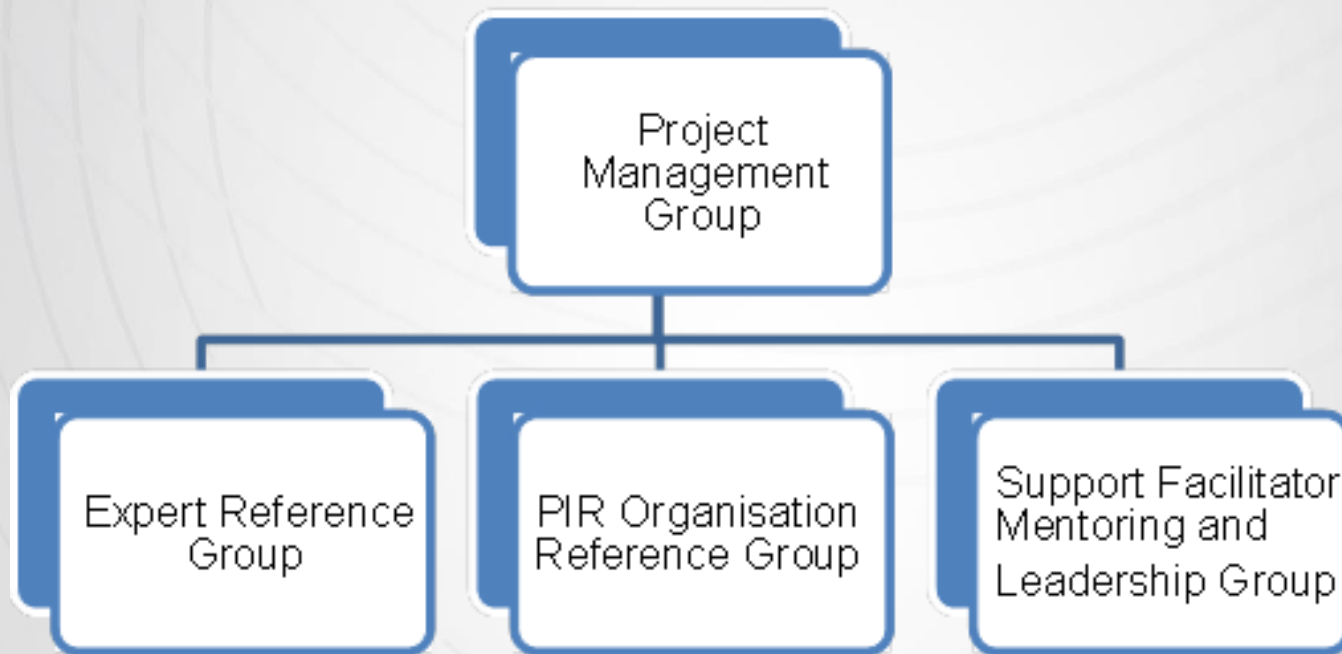 Project
Management
Group
Expert Reference
Group
PIR Organisation
Reference Group
Support Facilitator
Mentoring and
Leadership Group